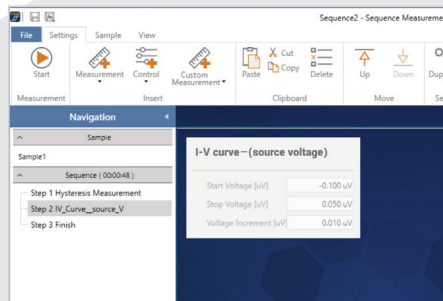 Sequence2 - Sequence Measureme
File Settings Sample View
Start
Measurement
Control
Custom
Measurement
Paste
Cut
Copy
Delete
Up
Down
Dup
Measurement
Insert
Clipboard
Move
Se
Navigation
Sample
Sample1
Sequence ( 00:00:48 )
Step 1 Hysteresis Measurement
Step 2 IV_Curve__source_V
Step 3 Finish
I-V curve—(source voltage)
Start Voltage [uV] -0.100 uV
Stop Voltage [uV] 0.050 uV
Voltage Increment [uV] 0.010 uV